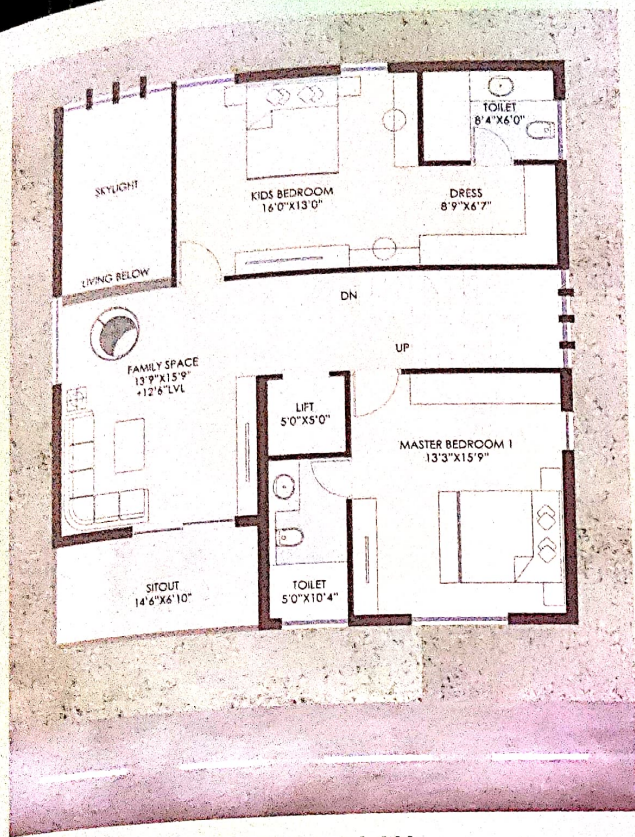 TOILET
8'4"X6'0"
SKYLIGHT
KIDS BEDROOM
16'0"X13'0"
DRESS
8'9"X6'7"
LIVING BELOW
DN
UP
FAMILY SPACE
13'9"X15'9"
+12'6"LVL
LIFT
5'0"X5'0"
MASTER BEDROOM 1
13'3"X15'9"
SITOUT
14'6"X6'10"
TOILET
5'0"X10'4"